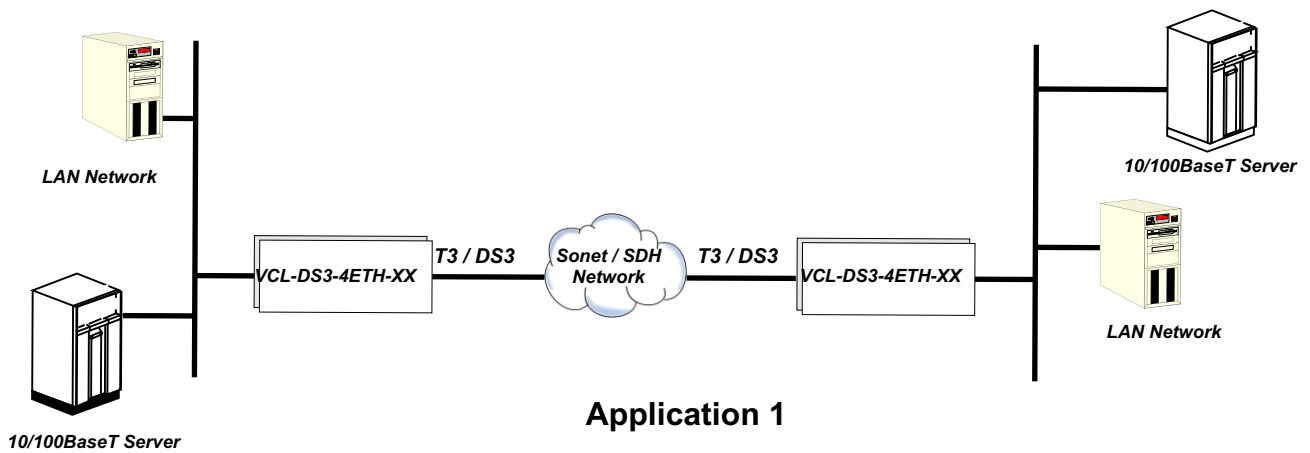 LAN Network
10/100BaseT Server
VCL-DS3-4ETH-XX
T3 / DS3
Sonet / SDH
Network
T3 / DS3
VCL-DS3-4ETH-XX
10/100BaseT Server
LAN Network
Application 1